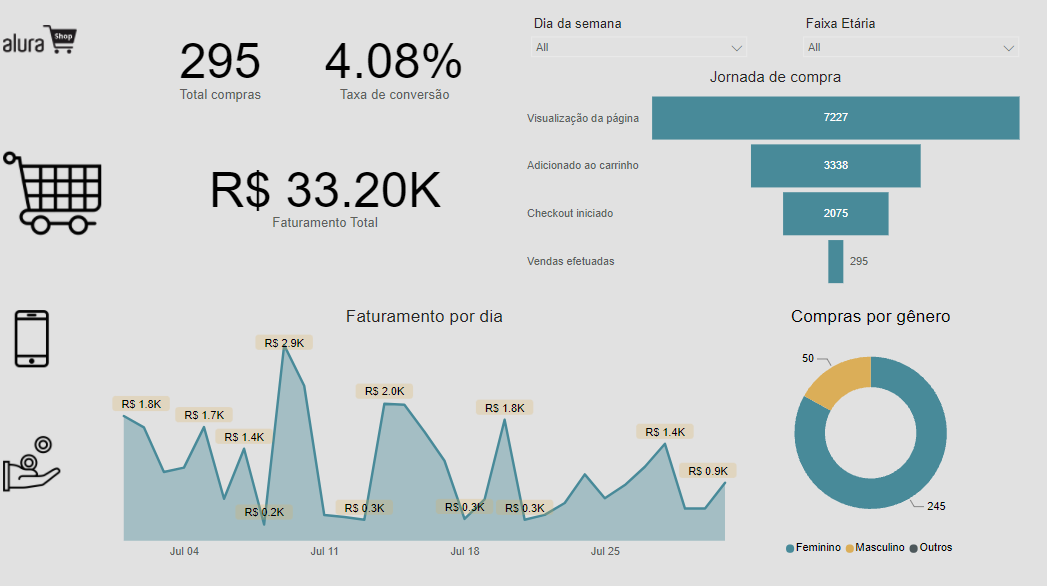 alura Shop
295
Total compras
4.08%
Taxa de conversão
R$ 33.20K
Faturamento Total
Dia da semana
All
Faixa Etária
All
Jornada de compra
Visualização da página 7227
Adicionado ao carrinho 3338
Checkout iniciado 2075
Vendas efetuadas 295
Faturamento por dia
R$ 1.8K
R$ 1.7K
R$ 1.4K
R$ 0.2K
R$ 2.9K
R$ 0.3K
R$ 2.0K
R$ 0.3K
R$ 1.8K
R$ 0.3K
R$ 1.4K
R$ 0.9K
Jul 04 Jul 11 Jul 18 Jul 25
Compras por gênero
50
245
Feminino Masculino Outros